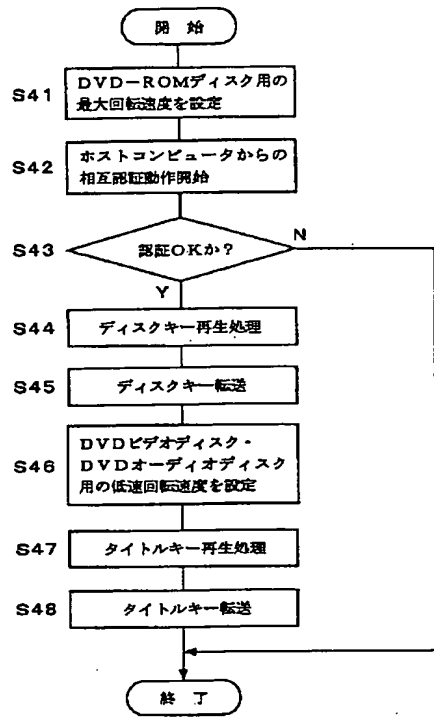 開 始
S41
DVD-ROMディスク用の
最大回転速度を設定
S42
ホストコンピュータからの
相互認証動作開始
S43
認証OKか?
N
Y
S44
ディスクキー再生処理
S45
ディスクキー転送
S46
DVDビデオディスク・
DVDオーディオディスク
用の低速回転速度を設定
S47
タイトルキー再生処理
S48
タイトルキー転送
終 了